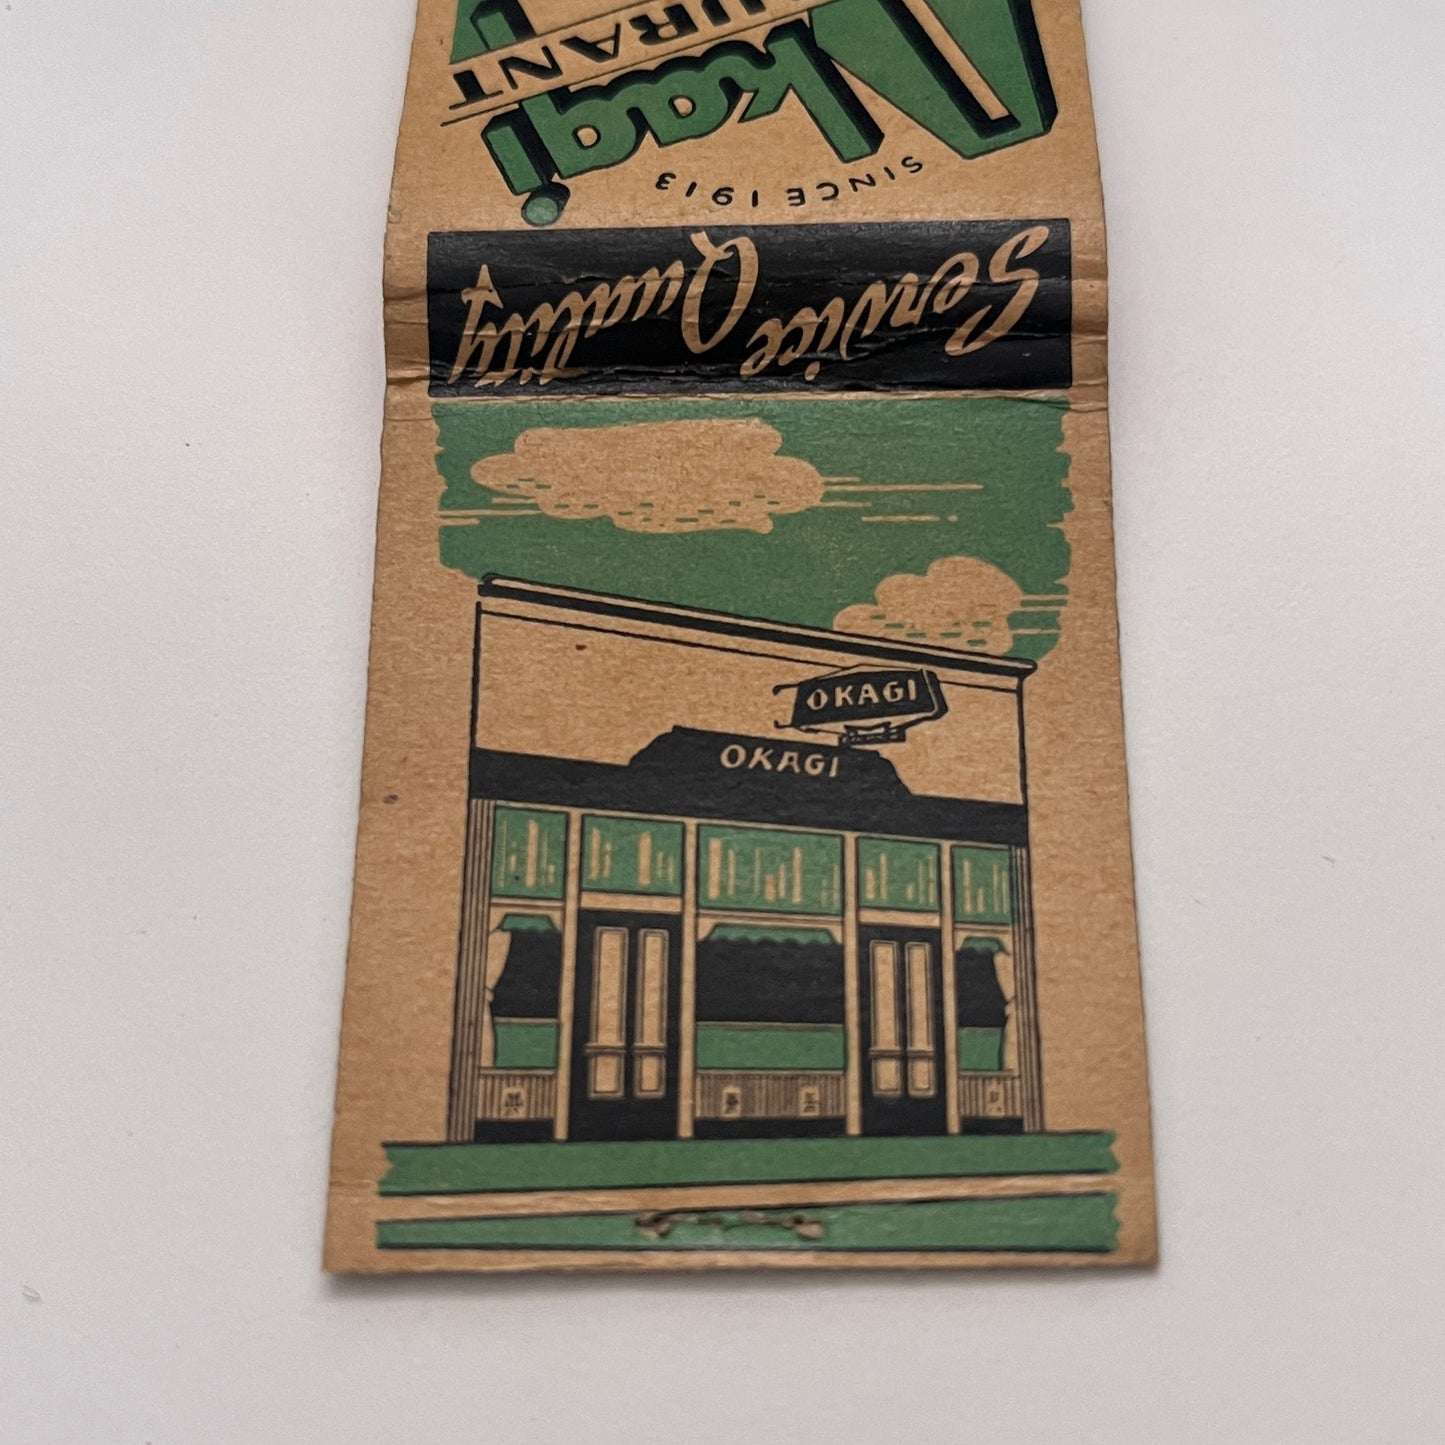 Service Quality
SINCE 1913
Okagi
URANT
OKAGI
OKAGI